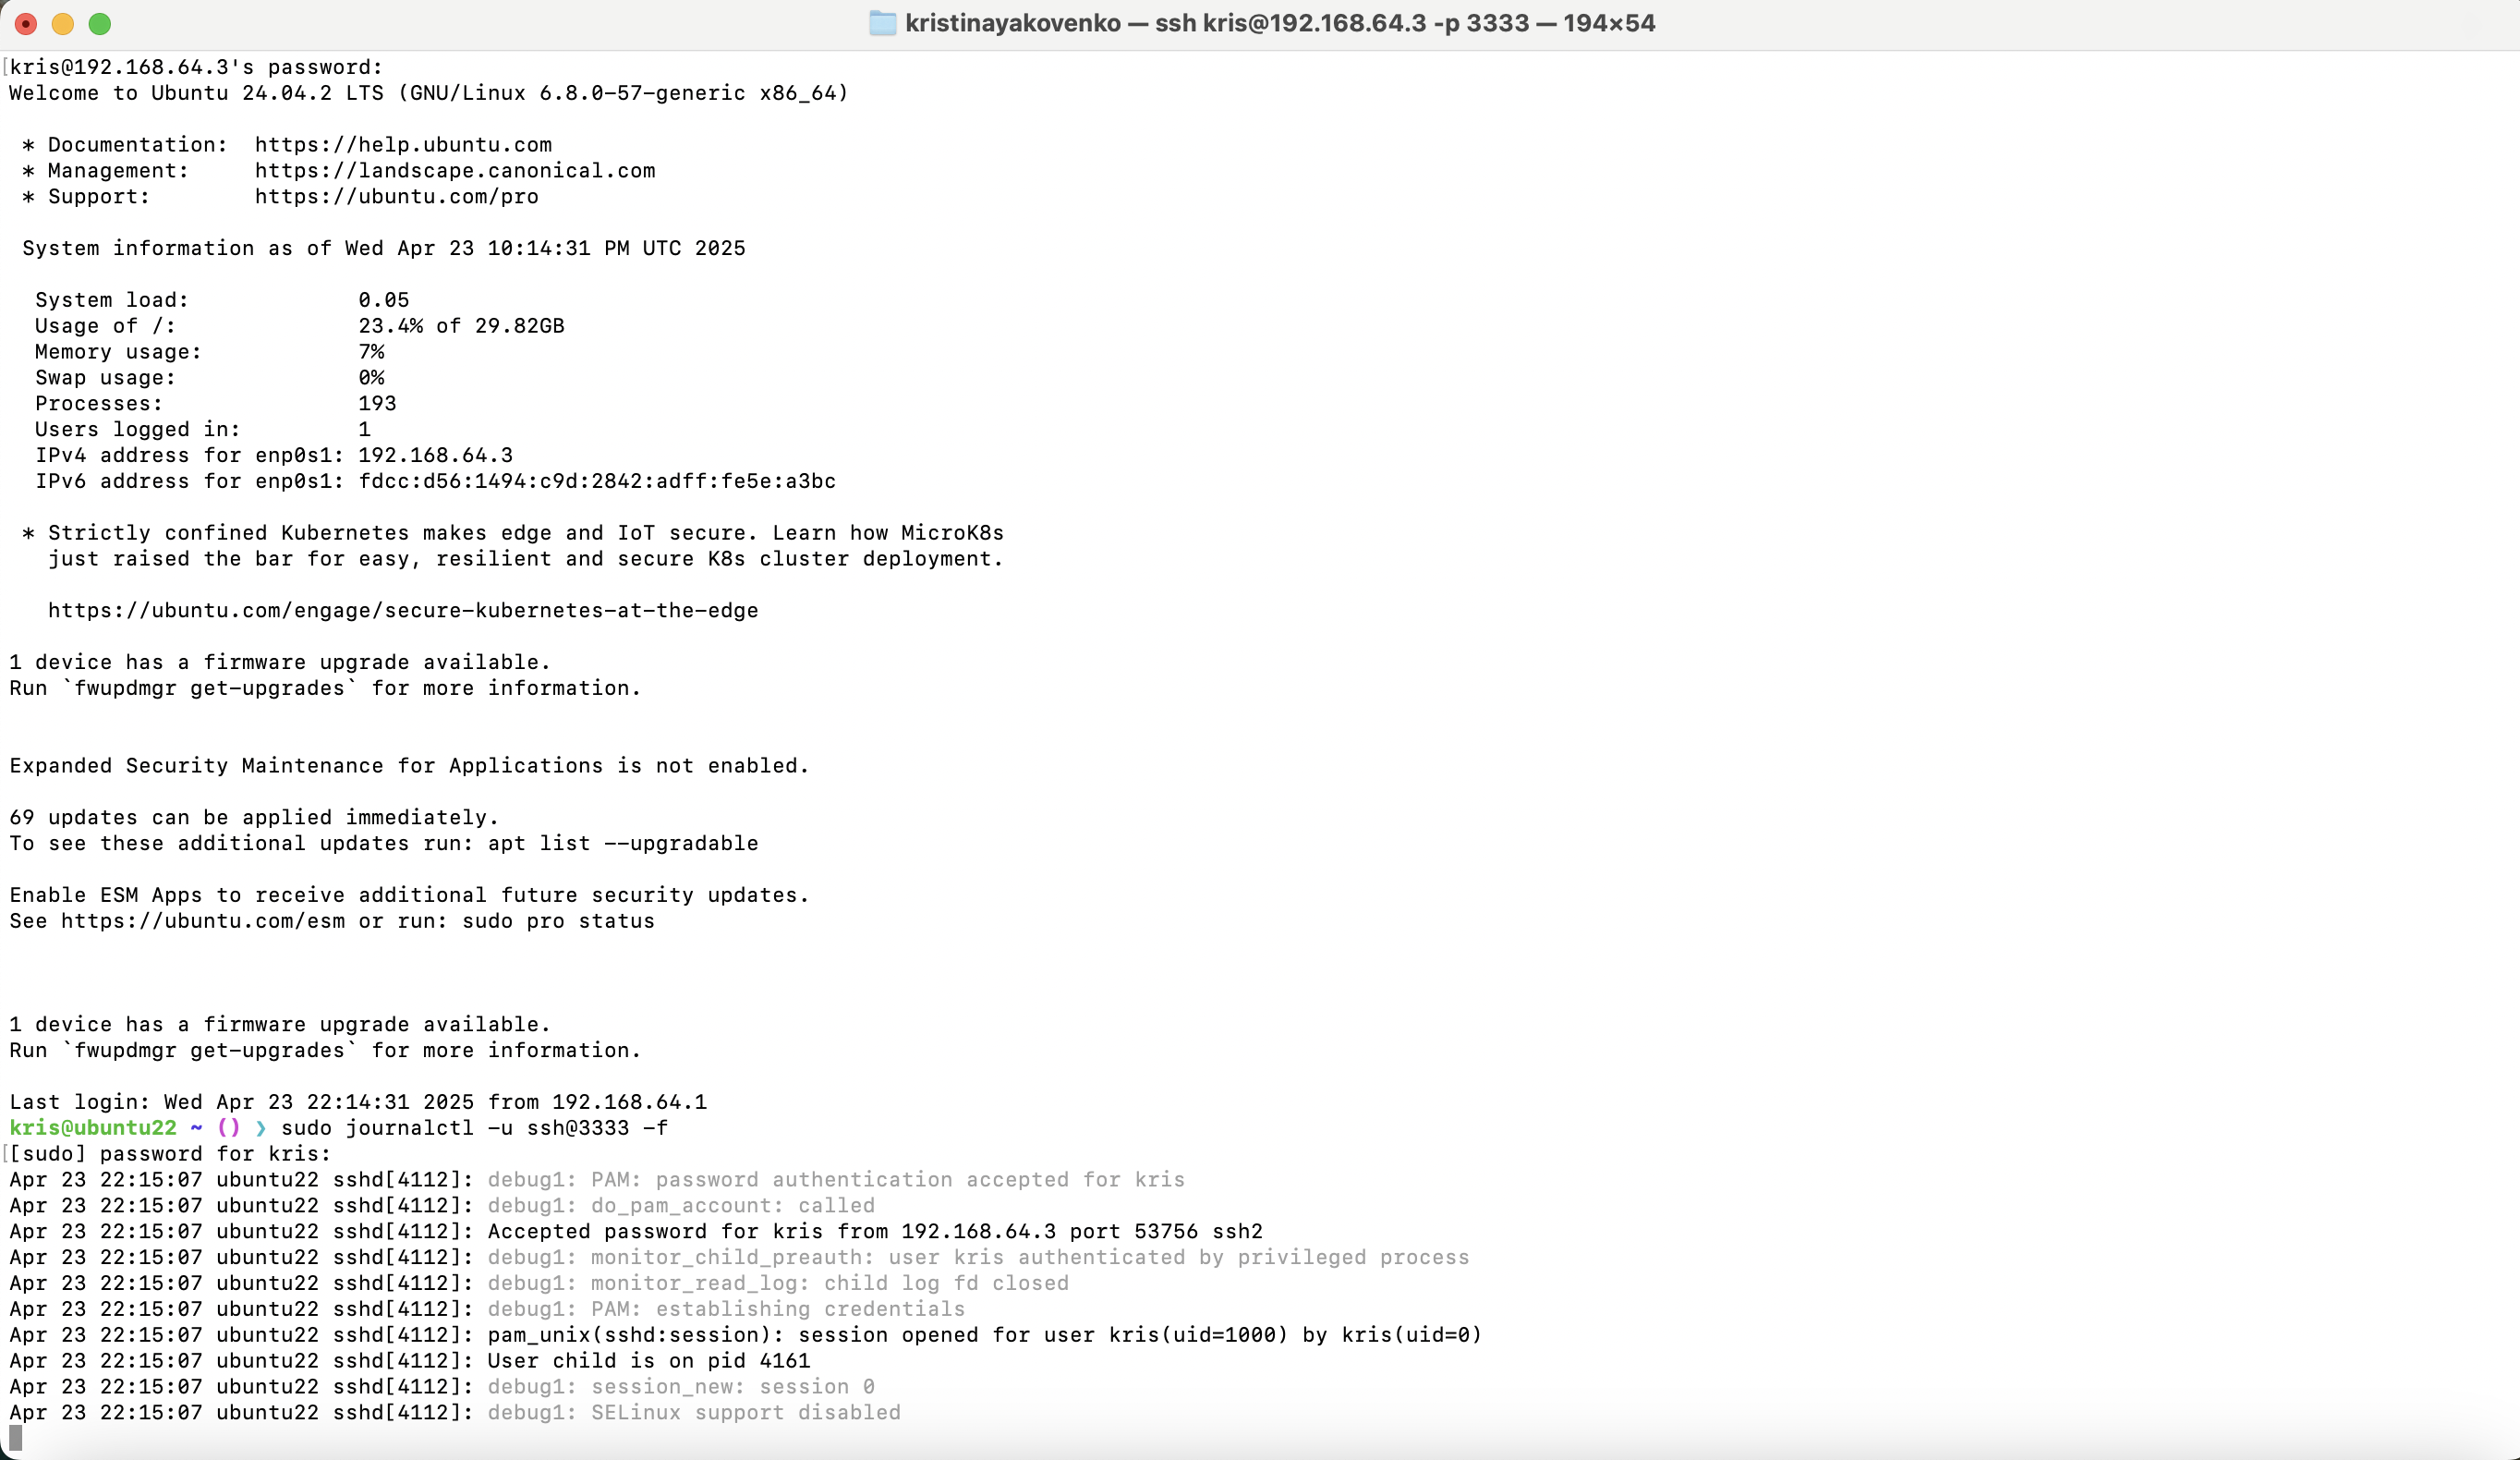 kristinayakovenko — ssh kris@192.168.64.3 -p 3333 — 194×54
[kris@192.168.64.3's password:
Welcome to Ubuntu 24.04.2 LTS (GNU/Linux 6.8.0-57-generic x86_64)
* Documentation:  https://help.ubuntu.com
* Management:     https://landscape.canonical.com
* Support:        https://ubuntu.com/pro
System information as of Wed Apr 23 10:14:31 PM UTC 2025
System load:             0.05
Usage of /:              23.4% of 29.82GB
Memory usage:            7%
Swap usage:              0%
Processes:               193
Users logged in:         1
IPv4 address for enp0s1: 192.168.64.3
IPv6 address for enp0s1: fdcc:d56:1494:c9d:2842:adff:fe5e:a3bc
* Strictly confined Kubernetes makes edge and IoT secure. Learn how MicroK8s
just raised the bar for easy, resilient and secure K8s cluster deployment.
https://ubuntu.com/engage/secure-kubernetes-at-the-edge
1 device has a firmware upgrade available.
Run `fwupdmgr get-upgrades` for more information.
Expanded Security Maintenance for Applications is not enabled.
69 updates can be applied immediately.
To see these additional updates run: apt list --upgradable
Enable ESM Apps to receive additional future security updates.
See https://ubuntu.com/esm or run: sudo pro status
1 device has a firmware upgrade available.
Run `fwupdmgr get-upgrades` for more information.
Last login: Wed Apr 23 22:14:31 2025 from 192.168.64.1
kris@ubuntu22 ~ () ❯ sudo journalctl -u ssh@3333 -f
[[sudo] password for kris:
Apr 23 22:15:07 ubuntu22 sshd[4112]: debug1: PAM: password authentication accepted for kris
Apr 23 22:15:07 ubuntu22 sshd[4112]: debug1: do_pam_account: called
Apr 23 22:15:07 ubuntu22 sshd[4112]: Accepted password for kris from 192.168.64.3 port 53756 ssh2
Apr 23 22:15:07 ubuntu22 sshd[4112]: debug1: monitor_child_preauth: user kris authenticated by privileged process
Apr 23 22:15:07 ubuntu22 sshd[4112]: debug1: monitor_read_log: child log fd closed
Apr 23 22:15:07 ubuntu22 sshd[4112]: debug1: PAM: establishing credentials
Apr 23 22:15:07 ubuntu22 sshd[4112]: pam_unix(sshd:session): session opened for user kris(uid=1000) by kris(uid=0)
Apr 23 22:15:07 ubuntu22 sshd[4112]: User child is on pid 4161
Apr 23 22:15:07 ubuntu22 sshd[4112]: debug1: session_new: session 0
Apr 23 22:15:07 ubuntu22 sshd[4112]: debug1: SELinux support disabled